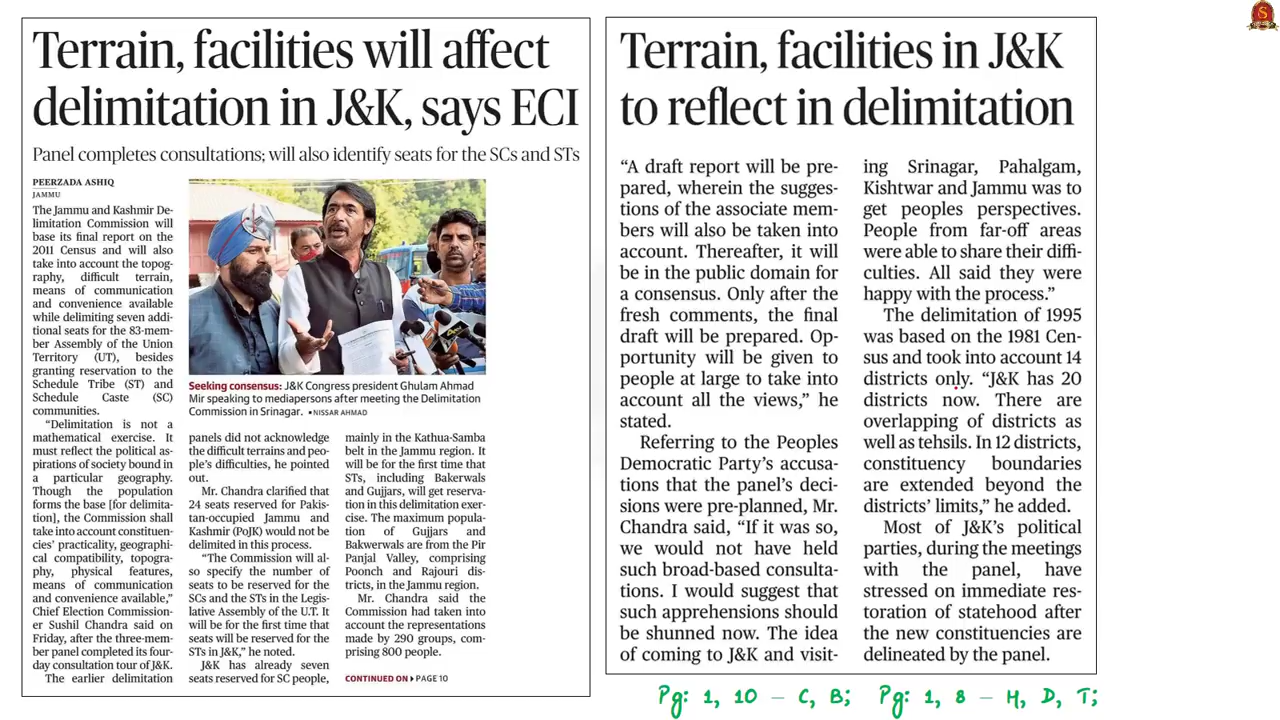 Terrain, facilities will affect
delimitation in J&K, says ECI
Panel completes consultations; will also identify seats for the SCs and STs
PEERZADA ASHIQ
JAMMU
The Jammu and Kashmir De-
limitation Commission will
base its final report on the
2011 Census and will also
take into account the topog-
raphy, difficult terrain,
means of communication
and convenience available
while delimiting seven addi-
tional seats for the 83-mem-
ber Assembly of the Union
Territory (UT), besides
granting reservation to the
Schedule Tribe (ST) and
Schedule Caste (SC)
communities.
“Delimitation is not a
mathematical exercise. It
must reflect the political as-
pirations of society bound in
a particular geography.
Though the population
forms the base [for delimita-
tion], the Commission shall
take into account constituen-
cies’ practicality, geographi-
cal compatibility, topogra-
phy, physical features,
means of communication
and convenience available,”
Chief Election Commission-
er Sushil Chandra said on
Friday, after the three-mem-
ber panel completed its four-
day consultation tour of J&K.
The earlier delimitation
Seeking consensus: J&K Congress president Ghulam Ahmad
Mir speaking to mediapersons after meeting the Delimitation
Commission in Srinagar. • NISSAR AHMAD
panels did not acknowledge
the difficult terrains and peo-
ple’s difficulties, he pointed
out.
Mr. Chandra clarified that
24 seats reserved for Pakis-
tan-occupied Jammu and
Kashmir (PoJK) would not be
delimited in this process.
“The Commission will al-
so specify the number of
seats to be reserved for the
SCs and the STs in the Legis-
lative Assembly of the U.T. It
will be for the first time that
seats will be reserved for the
STs in J&K,” he noted.
J&K has already seven
seats reserved for SC people,
mainly in the Kathua-Samba
belt in the Jammu region. It
will be for the first time that
STs, including Bakerwals
and Gujjars, will get reserva-
tion in this delimitation exer-
cise. The maximum popula-
tion of Gujjars and
Bakwerwals are from the Pir
Panjal Valley, comprising
Poonch and Rajouri dis-
tricts, in the Jammu region.
Mr. Chandra said the
Commission had taken into
account the representations
made by 290 groups, com-
prising 800 people.
CONTINUED ON ▸ PAGE 10
Terrain, facilities in J&K
to reflect in delimitation
“A draft report will be pre-
pared, wherein the sugges-
tions of the associate mem-
bers will also be taken into
account. Thereafter, it will
be in the public domain for
a consensus. Only after the
fresh comments, the final
draft will be prepared. Op-
portunity will be given to
people at large to take into
account all the views,” he
stated.
Referring to the Peoples
Democratic Party’s accusa-
tions that the panel’s deci-
sions were pre-planned, Mr.
Chandra said, “If it was so,
we would not have held
such broad-based consulta-
tions. I would suggest that
such apprehensions should
be shunned now. The idea
of coming to J&K and visit-
ing Srinagar, Pahalgam,
Kishtwar and Jammu was to
get peoples perspectives.
People from far-off areas
were able to share their diffi-
culties. All said they were
happy with the process.”
The delimitation of 1995
was based on the 1981 Cen-
sus and took into account 14
districts only. “J&K has 20
districts now. There are
overlapping of districts as
well as tehsils. In 12 districts,
constituency boundaries
are extended beyond the
districts’ limits,” he added.
Most of J&K’s political
parties, during the meetings
with the panel, have
stressed on immediate res-
toration of statehood after
the new constituencies are
delineated by the panel.
Pg: 1, 10 – C, B; Pg: 1, 8 – H, D, T;
S